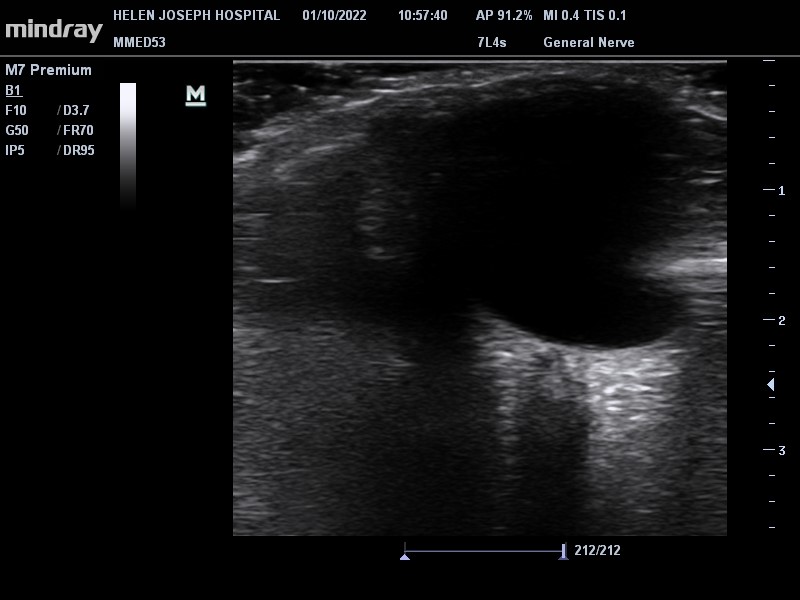 mindray
HELEN JOSEPH HOSPITAL 01/10/2022 10:57:40 AP 91.2% MI 0.4 TIS 0.1
MMED53 7L4s General Nerve
M7 Premium
B1
F10 / D3.7
G50 / FR70
IP5 / DR95
M
1
2
3
212/212